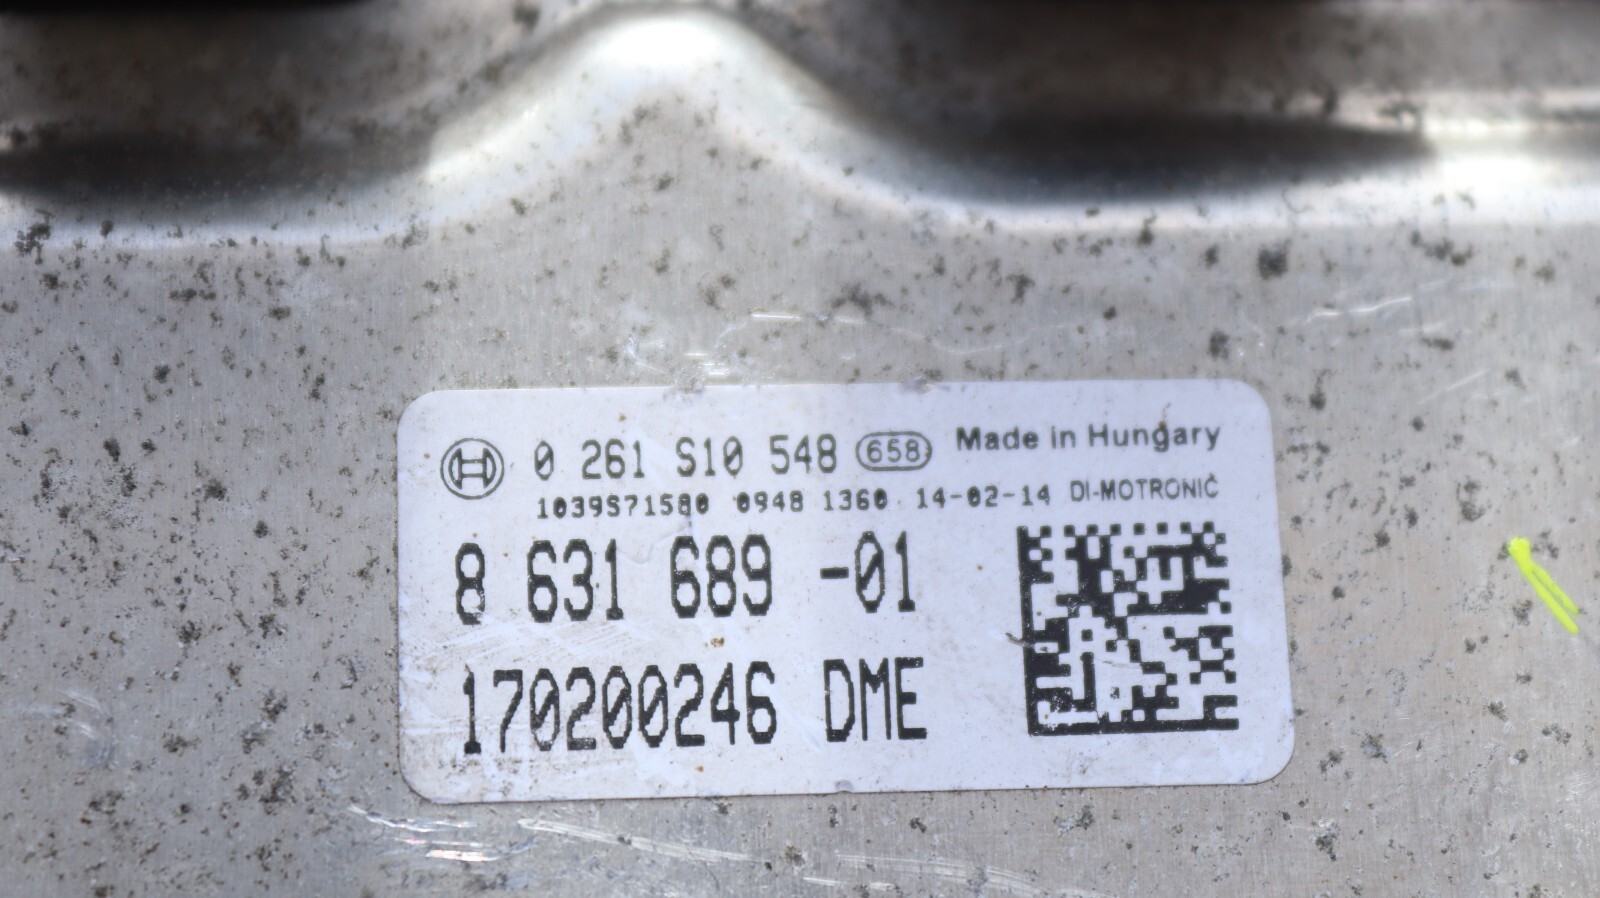 0 261 S10 548 658 Made in Hungary
1039S71580 0948 1360 14-02-14 DI-MOTRONIC
8 631 689 -01
170200246 DME